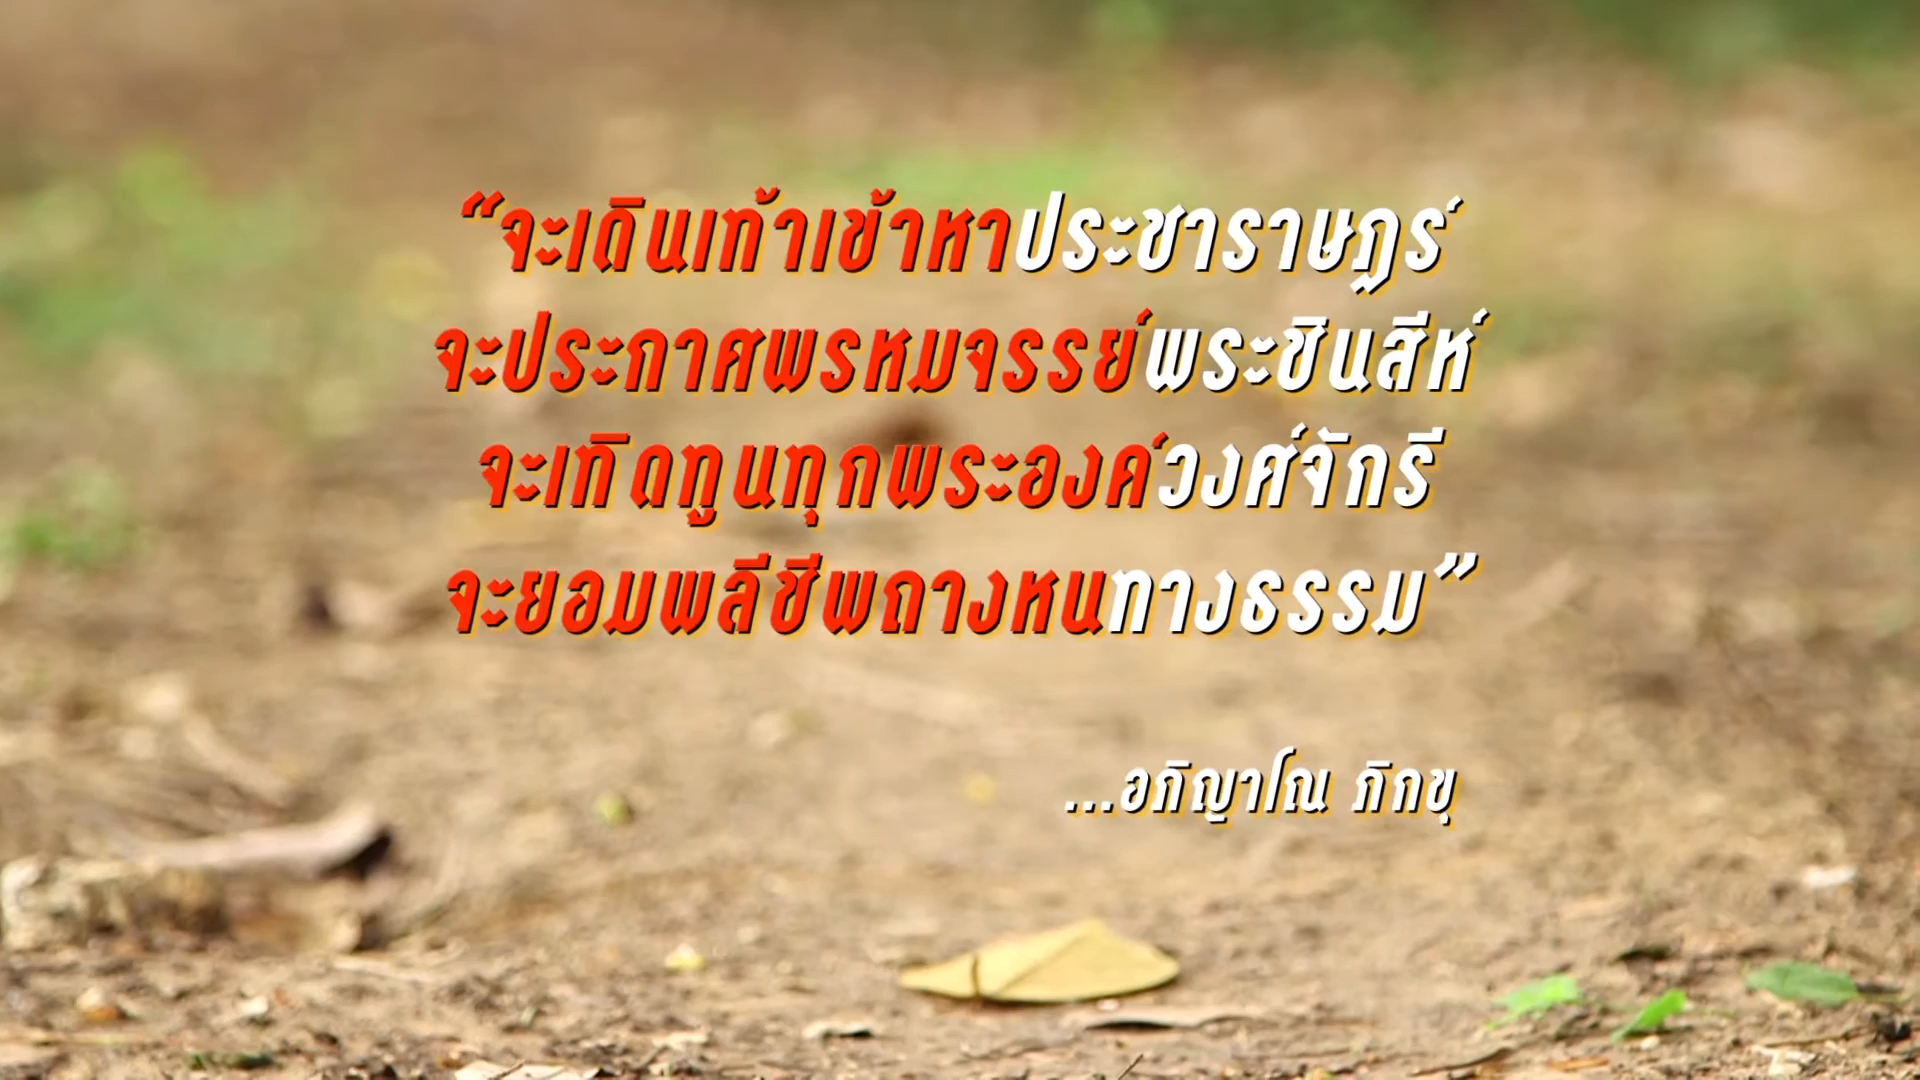 “จะเดินเท้าเข้าหาประชาราษฎร์
จะประกาศพรหมจรรย์พระชินสีห์
จะเทิดทูนทุกพระองค์วงศ์จักรี
จะยอมพลีชีพถางหนทางธรรม”
...อภิญาโณ ภิกขุ